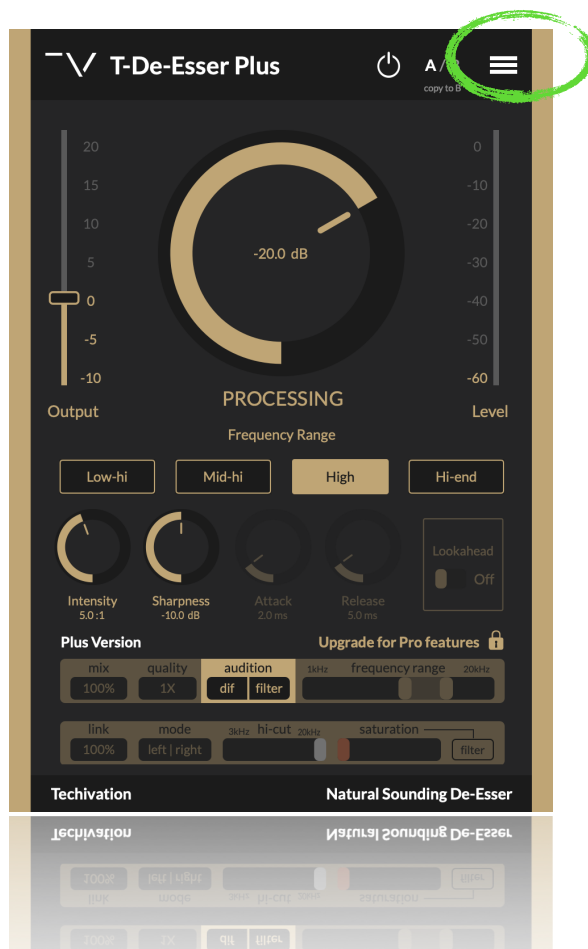 T-De-Esser Plus
A/
copy to B
20
15
10
5
0
-5
-10
Output
-20.0 dB
PROCESSING
0
-10
-20
-30
-40
-50
-60
Level
Frequency Range
Low-hi Mid-hi High Hi-end
Intensity Sharpness Attack Release
5.0:1 -10.0 dB 2.0 ms 5.0 ms
Lookahead
Off
Plus Version Upgrade for Pro features
mix quality audition 1kHz frequency range 20kHz
100% 1X dif filter
link mode 3kHz hi-cut 20kHz saturation
100% left | right filter
Techivation Natural Sounding De-Esser